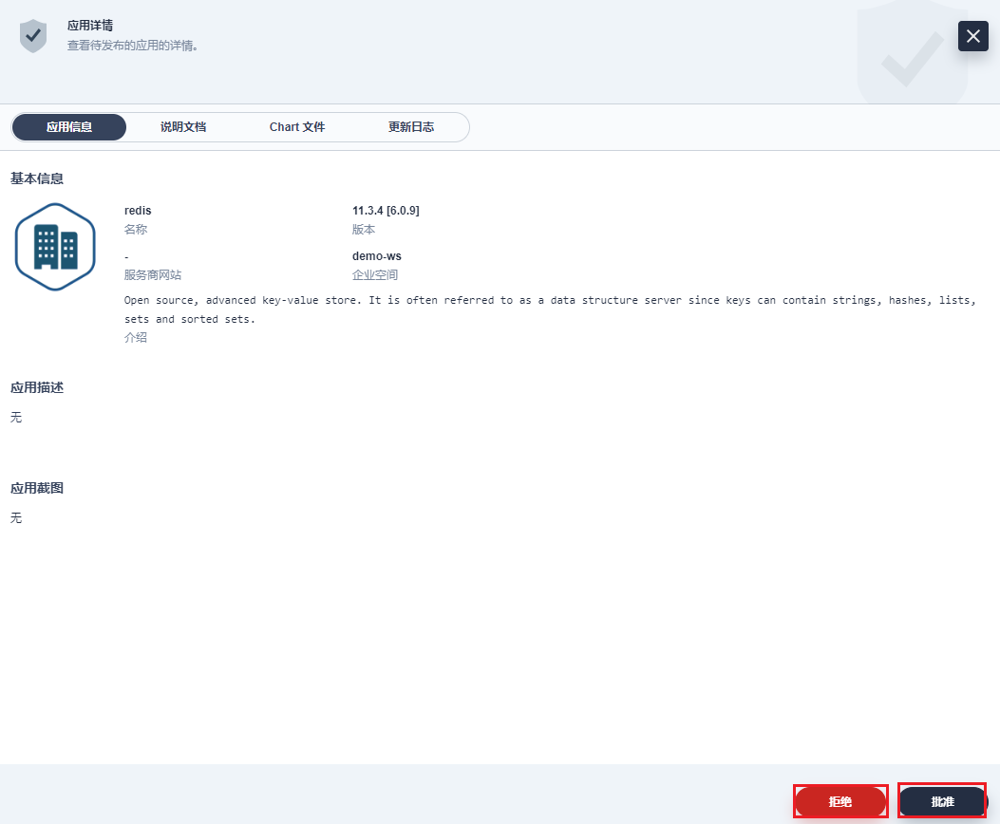 应用详情
查看待发布的应用的详情。
应用信息
说明文档
Chart 文件
更新日志
基本信息
redis
名称
11.3.4 [6.0.9]
版本
-
服务商网站
demo-ws
企业空间
Open source, advanced key-value store. It is often referred to as a data structure server since keys can contain strings, hashes, lists,
sets and sorted sets.
介绍
应用描述
无
应用截图
无
拒绝
批准